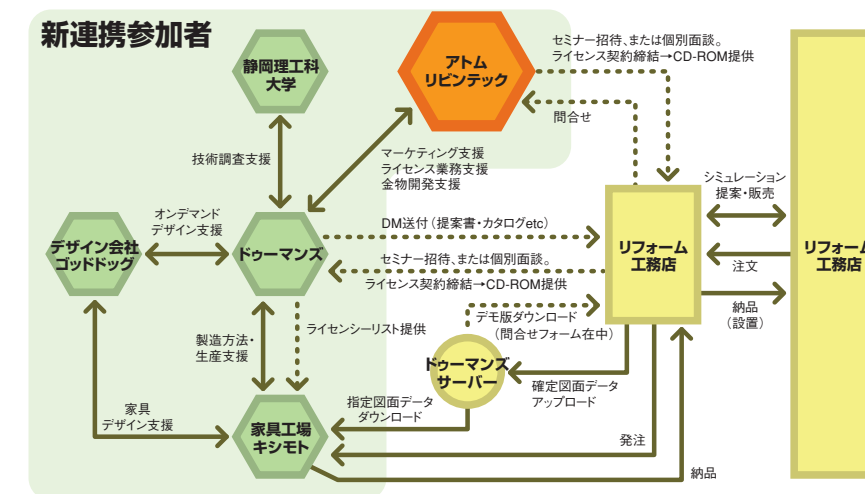 新連携参加者
静岡理工科
大学
アトム
リビンテック
セミナー招待、または個別面談。
ライセンス契約締結→CD-ROM提供
問合せ
技術調査支援
マーケティング支援
ライセンス業務支援
金物開発支援
シミュレーション
提案・販売
オンデマンド
デザイン支援
DM送付（提案書・カタログetc）
デザイン会社
ゴッドドッグ
ドゥーマンズ
セミナー招待、または個別面談。
ライセンス契約締結→CD-ROM提供
リフォーム
工務店
注文
リフォーム
工務店
納品
（設置）
製造方法・
生産支援
ライセンシーリスト提供
デモ版ダウンロード
（問合せフォーム在中）
ドゥーマンズ
サーバー
確定図面データ
アップロード
指定図面データ
ダウンロード
家具
デザイン支援
家具工場
キシモト
発注
納品